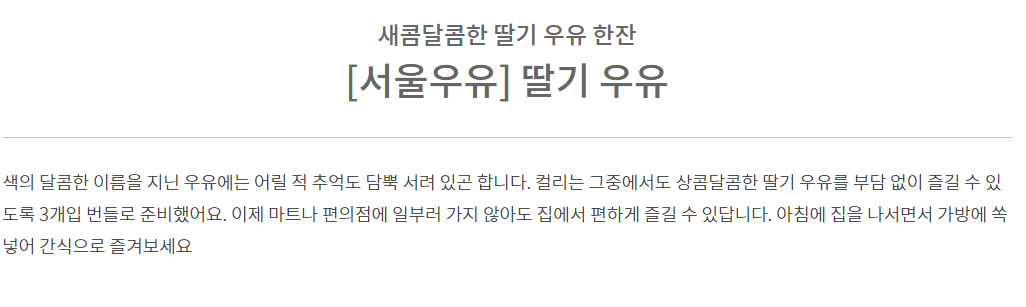 새콤달콤한 딸기 우유 한잔
[서울우유] 딸기 우유
색의 달콤한 이름을 지닌 우유에는 어릴 적 추억도 담뿍 서려 있곤 합니다. 컬리는 그중에서도 상콤달콤한 딸기 우유를 부담 없이 즐길 수 있
도록 3개입 번들로 준비했어요. 이제 마트나 편의점에 일부러 가지 않아도 집에서 편하게 즐길 수 있답니다. 아침에 집을 나서면서 가방에 쏙
넣어 간식으로 즐겨보세요